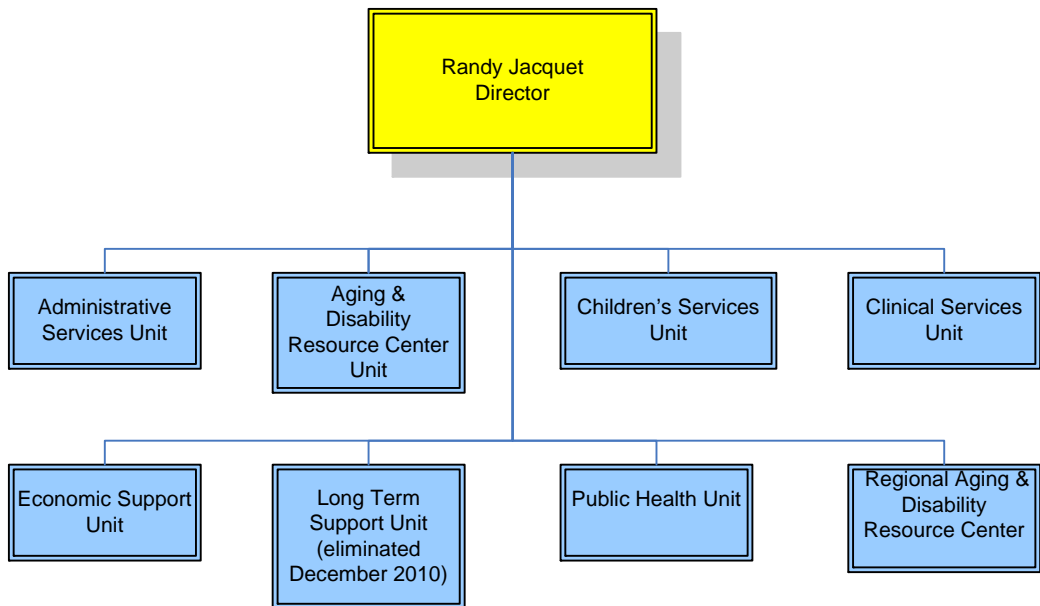 Randy Jacquet
Director
Administrative
Services Unit
Aging &
Disability
Resource Center
Unit
Children’s Services
Unit
Clinical Services
Unit
Economic Support
Unit
Long Term
Support Unit
(eliminated
December 2010)
Public Health Unit
Regional Aging &
Disability
Resource Center